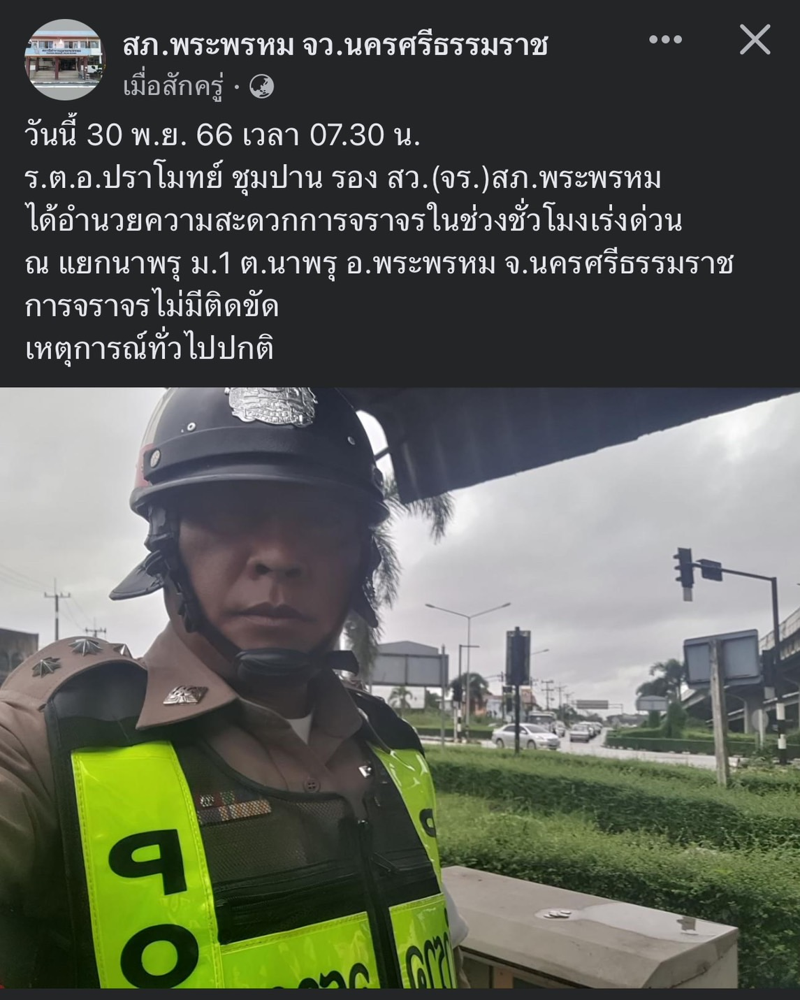 สภ.พระพรหม จว.นครศรีธรรมราช
เมื่อสักครู่ ·
วันนี้ 30 พ.ย. 66 เวลา 07.30 น.
ร.ต.อ.ปราโมทย์ ชุมปาน รอง สว.(จร.)สภ.พระพรหม
ได้อำนวยความสะดวกการจราจรในช่วงชั่วโมงเร่งด่วน
ณ แยกนาพรุ ม.1 ต.นาพรุ อ.พระพรหม จ.นครศรีธรรมราช
การจราจรไม่มีติดขัด
เหตุการณ์ทั่วไปปกติ